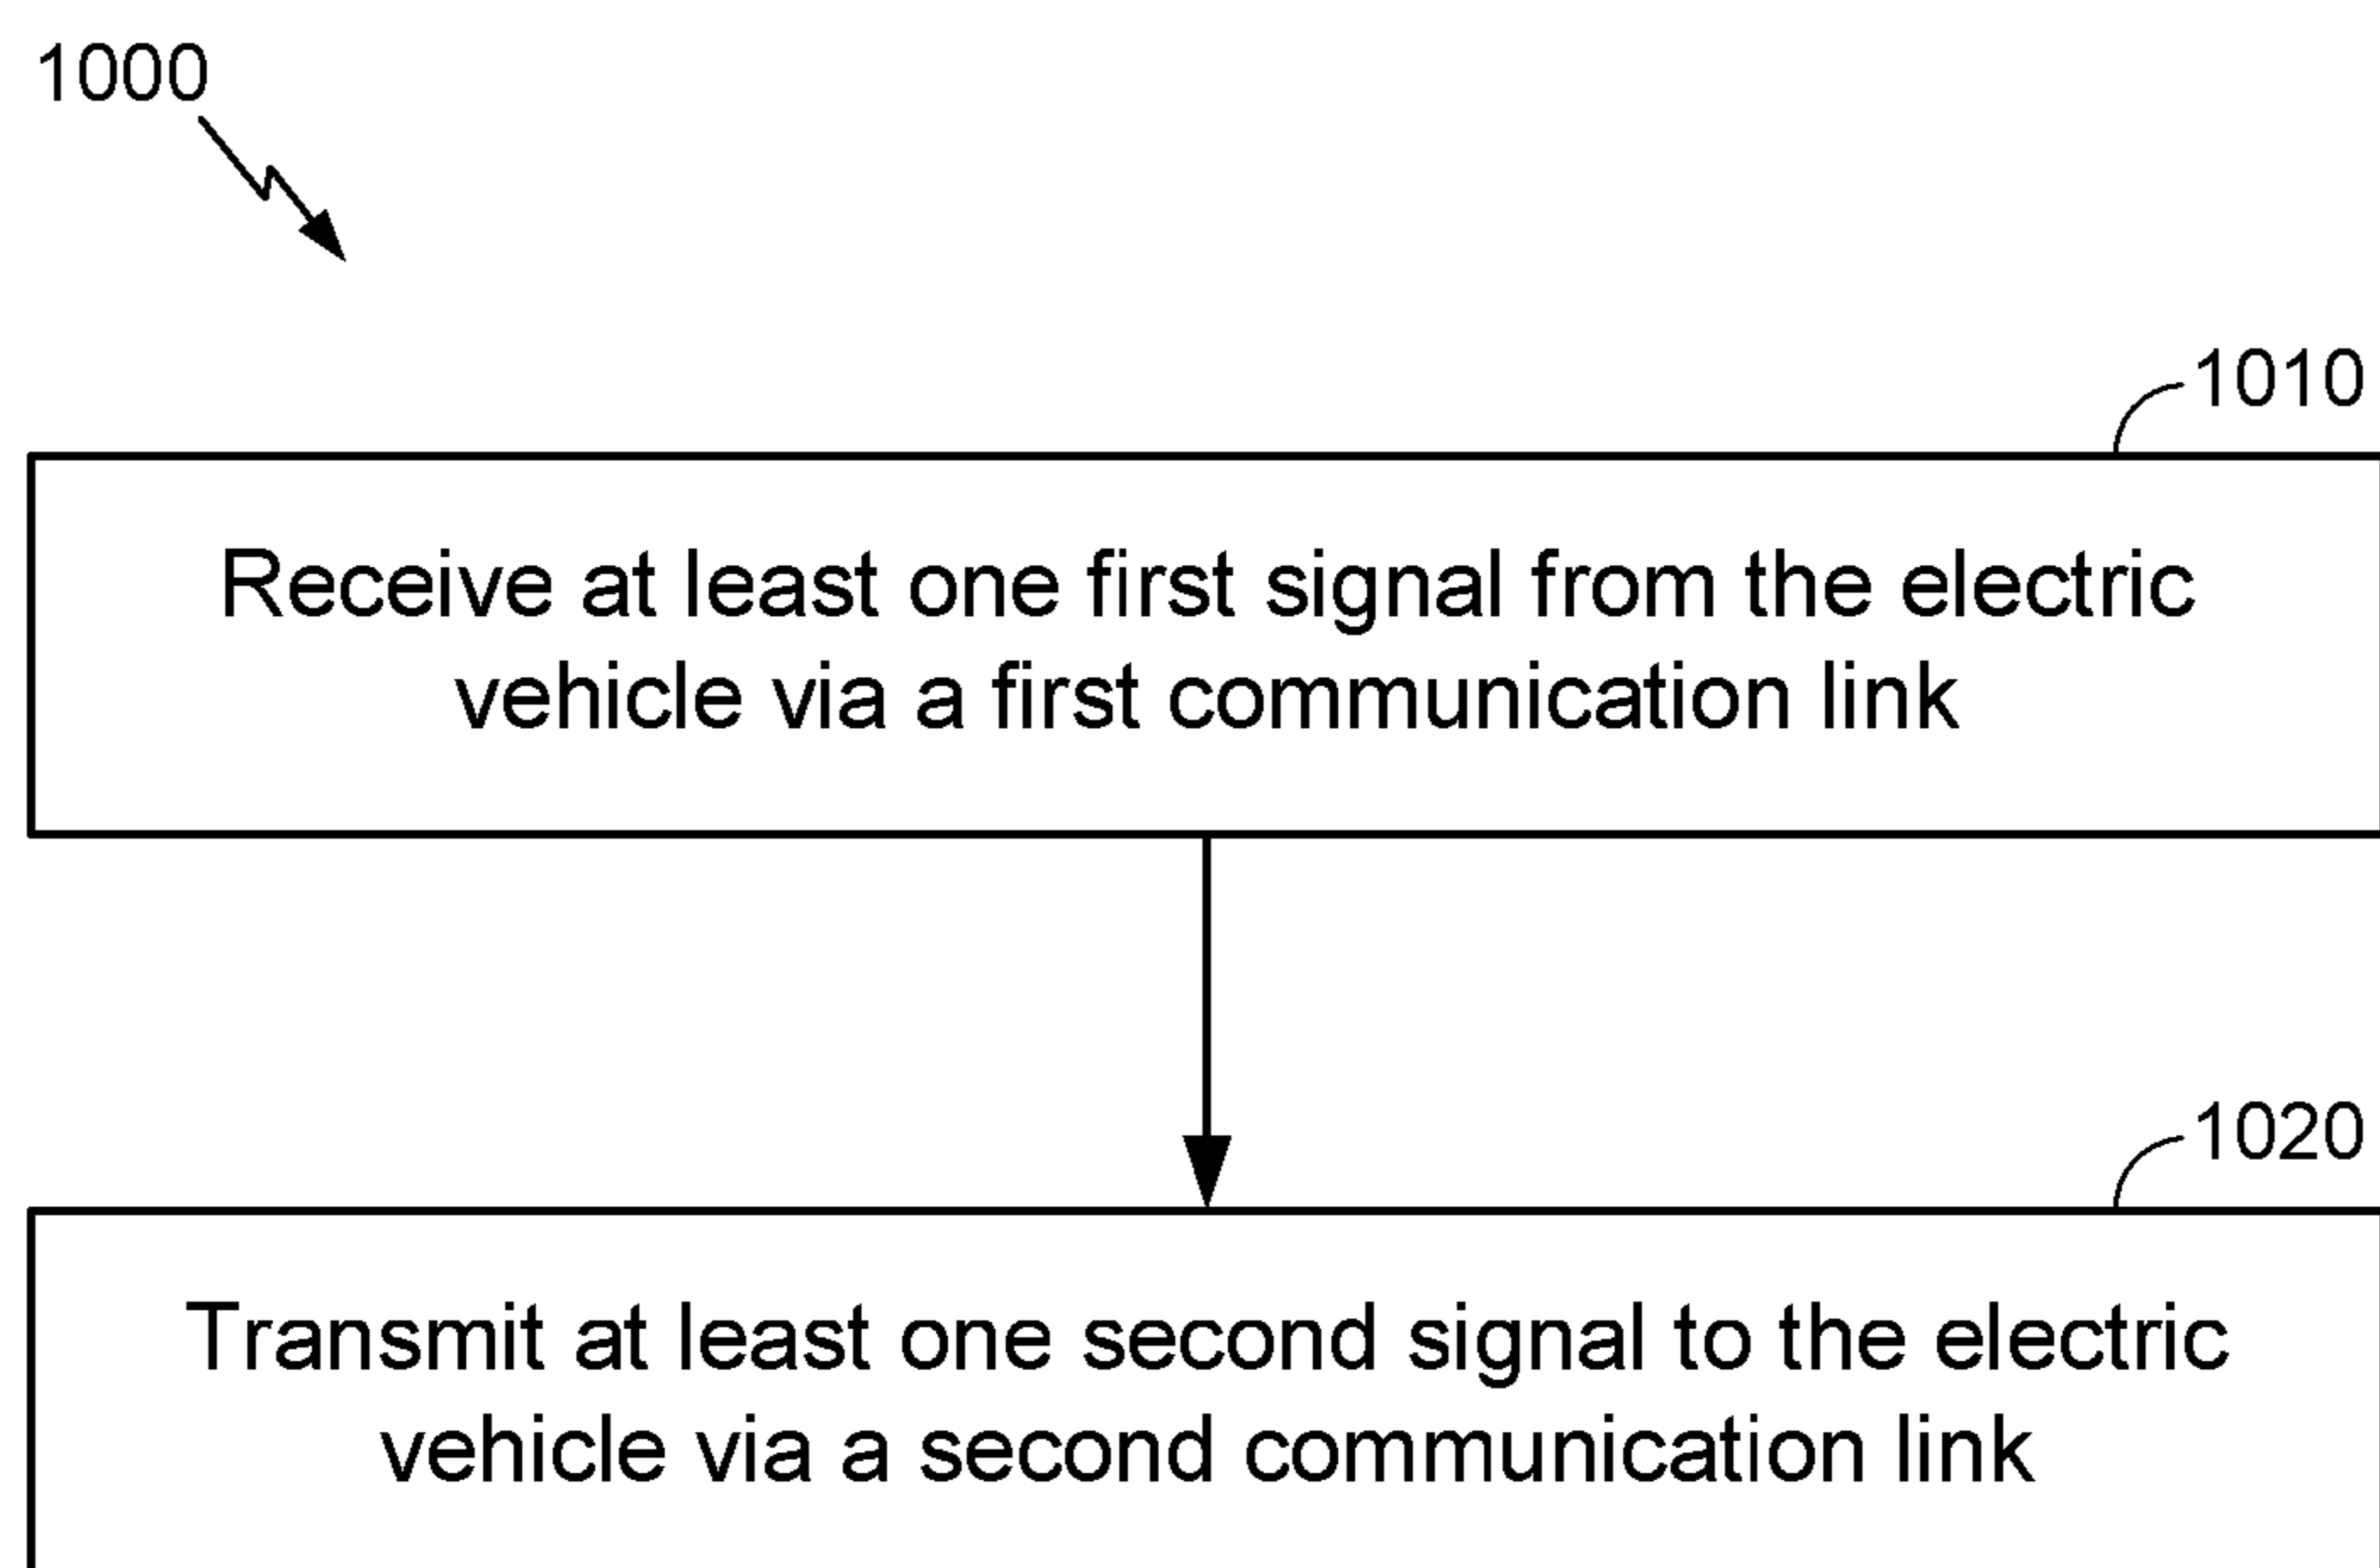 1000
1010
Receive at least one first signal from the electric
vehicle via a first communication link
1020
Transmit at least one second signal to the electric
vehicle via a second communication link